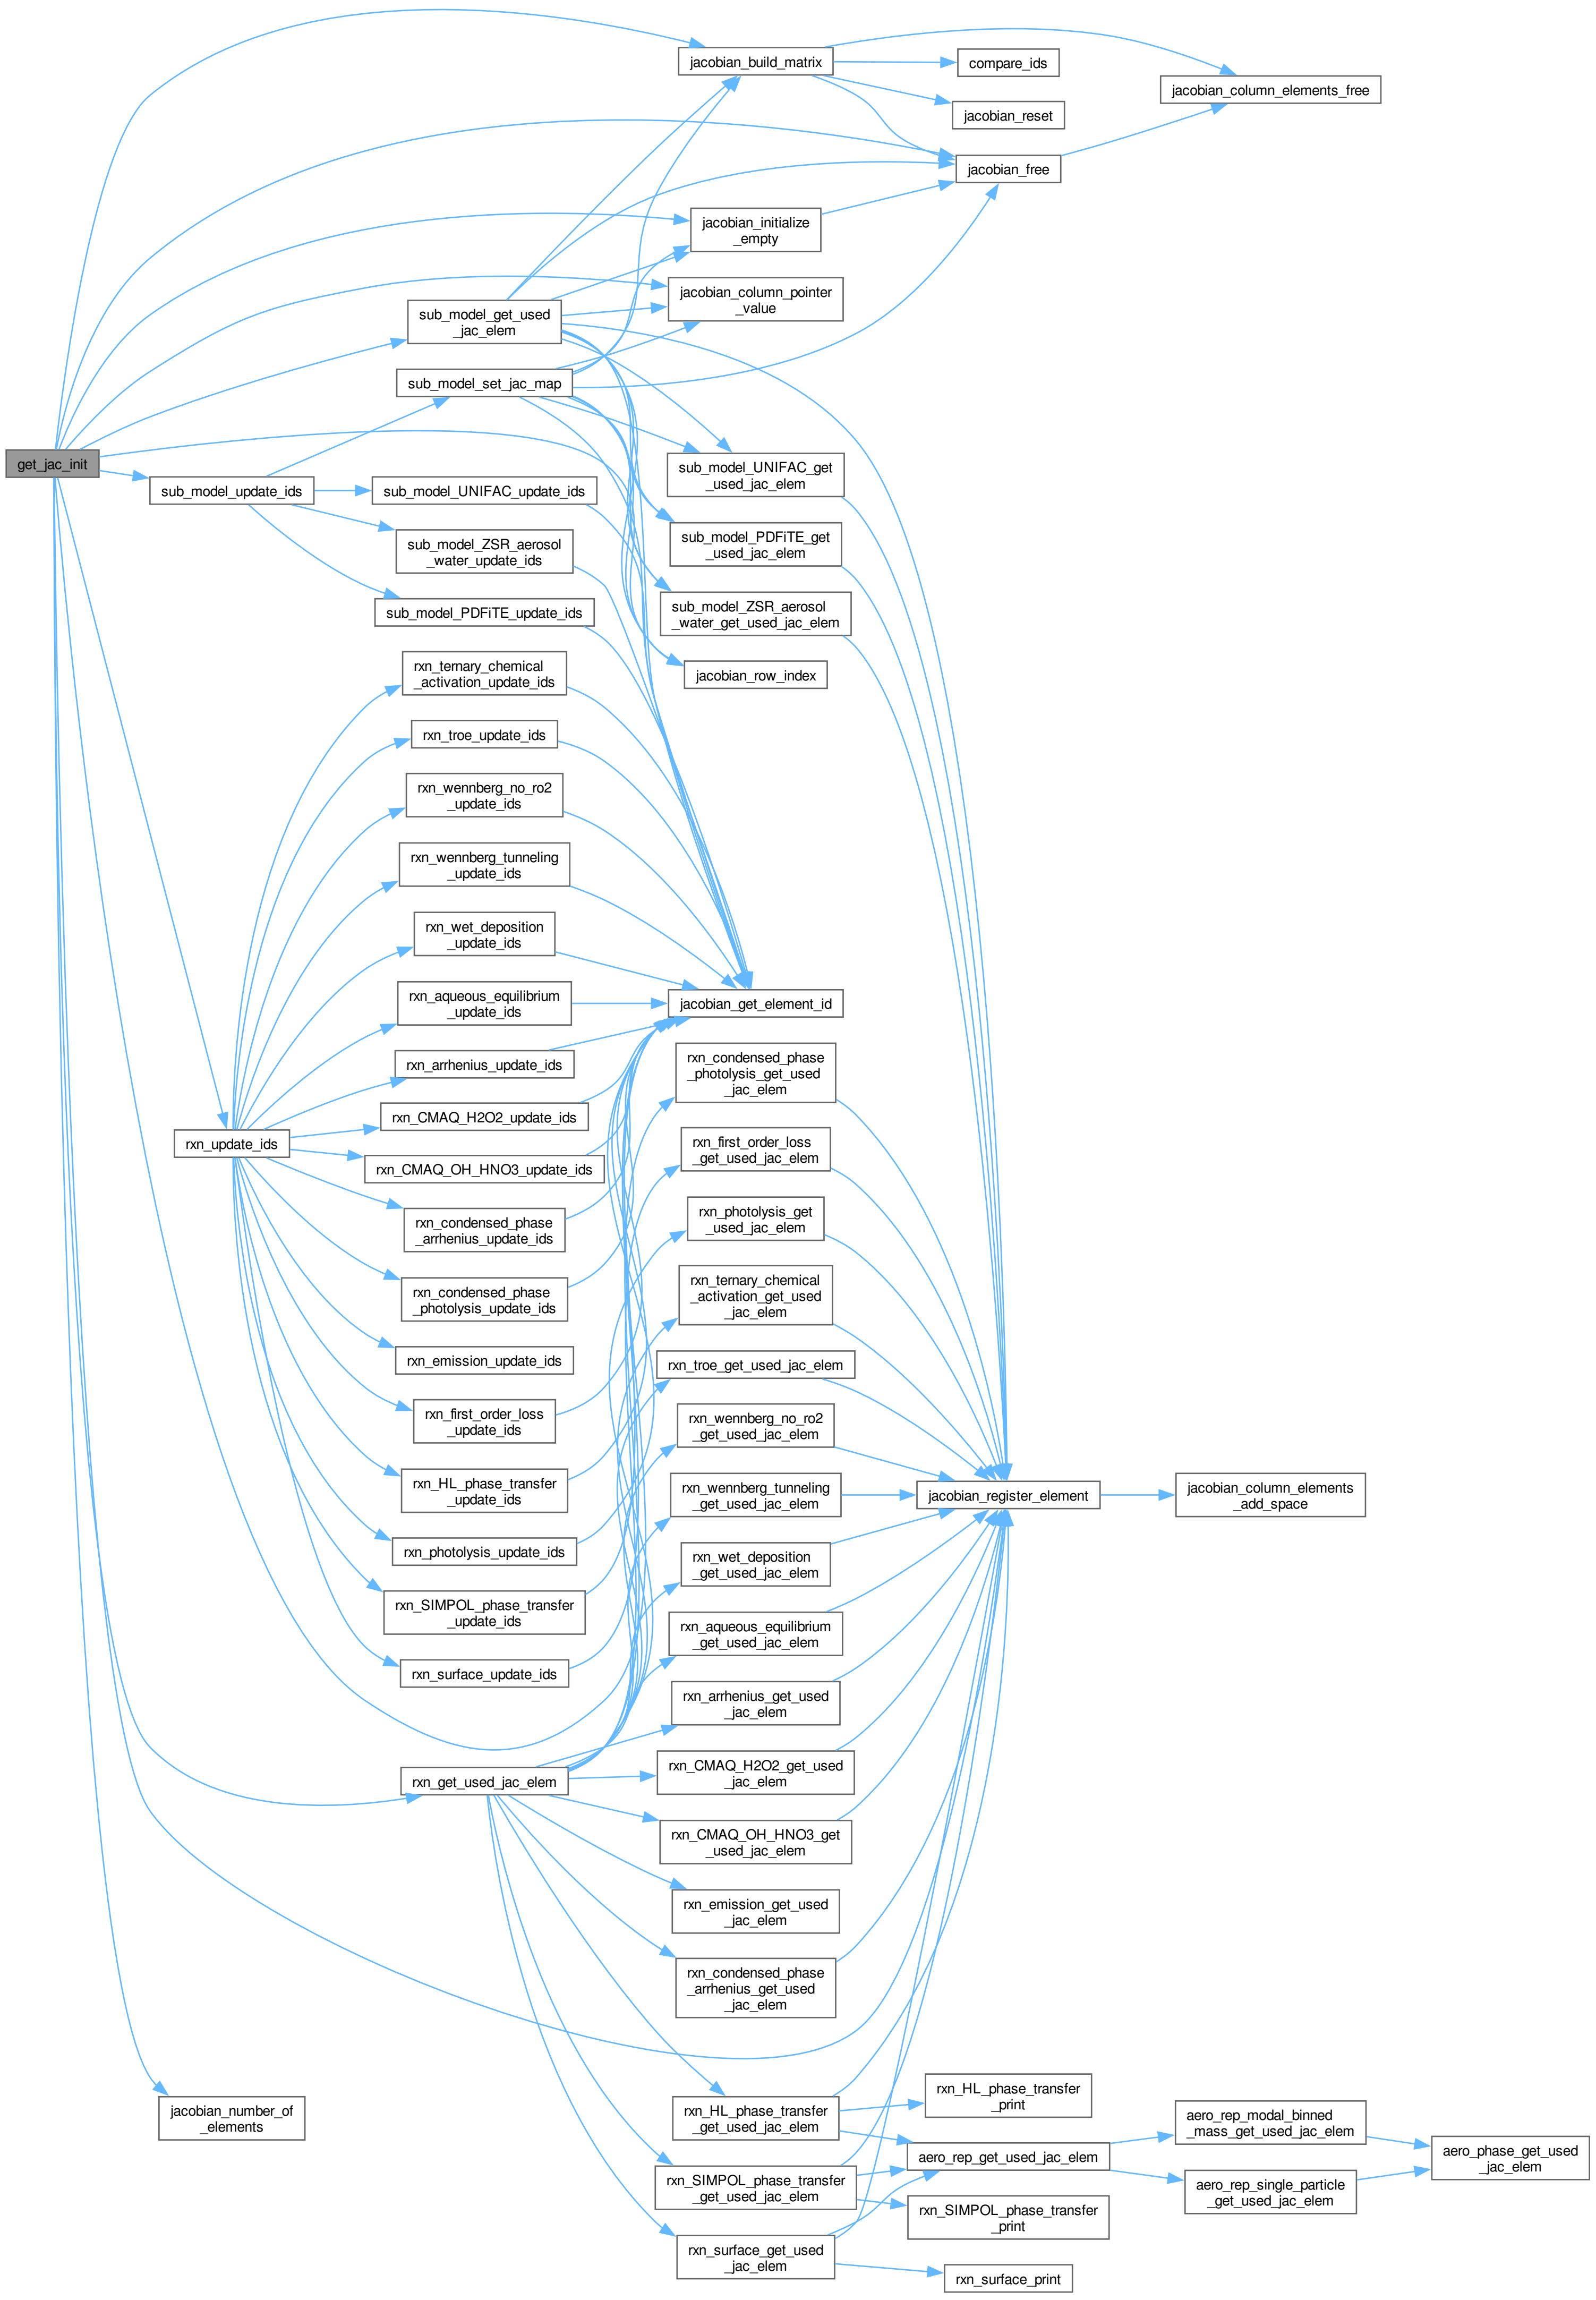 get_jac_init
jacobian_build_matrix
compare_ids
jacobian_column_elements_free
jacobian_reset
jacobian_free
jacobian_initialize
_empty
jacobian_column_pointer
_value
sub_model_get_used
_jac_elem
sub_model_set_jac_map
sub_model_update_ids
sub_model_UNIFAC_update_ids
sub_model_ZSR_aerosol
_water_update_ids
sub_model_PDFiTE_update_ids
sub_model_UNIFAC_get
_used_jac_elem
sub_model_PDFiTE_get
_used_jac_elem
sub_model_ZSR_aerosol
_water_get_used_jac_elem
jacobian_row_index
rxn_ternary_chemical
_activation_update_ids
rxn_troe_update_ids
rxn_wennberg_no_ro2
_update_ids
rxn_wennberg_tunneling
_update_ids
rxn_wet_deposition
_update_ids
rxn_aqueous_equilibrium
_update_ids
rxn_arrhenius_update_ids
rxn_CMAQ_H2O2_update_ids
rxn_update_ids
rxn_CMAQ_OH_HNO3_update_ids
rxn_condensed_phase
_arrhenius_update_ids
rxn_condensed_phase
_photolysis_update_ids
rxn_emission_update_ids
rxn_first_order_loss
_update_ids
rxn_HL_phase_transfer
_update_ids
rxn_photolysis_update_ids
rxn_SIMPOL_phase_transfer
_update_ids
rxn_surface_update_ids
rxn_get_used_jac_elem
jacobian_get_element_id
rxn_condensed_phase
_photolysis_get_used
_jac_elem
rxn_first_order_loss
_get_used_jac_elem
rxn_photolysis_get
_used_jac_elem
rxn_ternary_chemical
_activation_get_used
_jac_elem
rxn_troe_get_used_jac_elem
rxn_wennberg_no_ro2
_get_used_jac_elem
rxn_wennberg_tunneling
_get_used_jac_elem
rxn_wet_deposition
_get_used_jac_elem
rxn_aqueous_equilibrium
_get_used_jac_elem
rxn_arrhenius_get_used
_jac_elem
rxn_CMAQ_H2O2_get_used
_jac_elem
rxn_CMAQ_OH_HNO3_get
_used_jac_elem
rxn_emission_get_used
_jac_elem
rxn_condensed_phase
_arrhenius_get_used
_jac_elem
rxn_HL_phase_transfer
_get_used_jac_elem
rxn_SIMPOL_phase_transfer
_get_used_jac_elem
rxn_surface_get_used
_jac_elem
jacobian_register_element
jacobian_column_elements
_add_space
jacobian_number_of
_elements
rxn_HL_phase_transfer
_print
aero_rep_get_used_jac_elem
rxn_SIMPOL_phase_transfer
_print
rxn_surface_print
aero_rep_modal_binned
_mass_get_used_jac_elem
aero_rep_single_particle
_get_used_jac_elem
aero_phase_get_used
_jac_elem